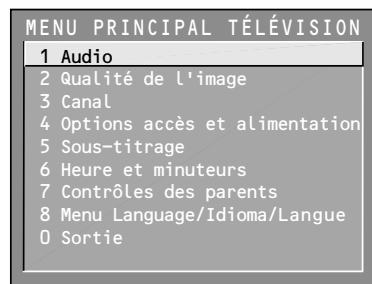 MENU PRINCIPAL TÉLÉVISION
1 Audio
2 Qualité de l'image
3 Canal
4 Options accès et alimentation
5 Sous-titrage
6 Heure et minuteurs
7 Contrôles des parents
8 Menu Language/Idioma/Langue
0 Sortie